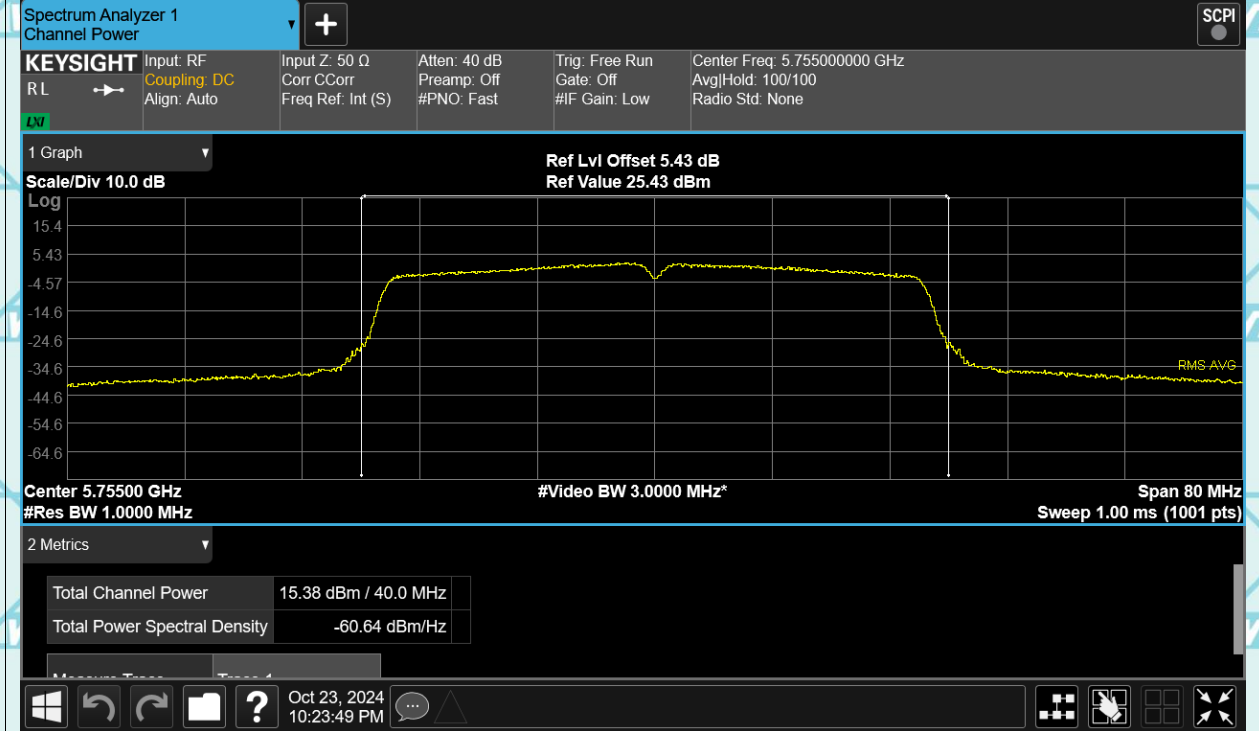 Spectrum Analyzer 1
Channel Power
SCPI
KEYSIGHT
R L
LXI
Input: RF
Coupling: DC
Align: Auto
Input Z: 50 Ω
Corr CCorr
Freq Ref: Int (S)
Atten: 40 dB
Preamp: Off
#PNO: Fast
Trig: Free Run
Gate: Off
#IF Gain: Low
Center Freq: 5.755000000 GHz
Avg|Hold: 100/100
Radio Std: None
1 Graph
Ref Lvl Offset 5.43 dB
Scale/Div 10.0 dB
Ref Value 25.43 dBm
Log
15.4
5.43
-4.57
-14.6
-24.6
-34.6
-44.6
-54.6
-64.6
RMS AVG
Center 5.75500 GHz
#Video BW 3.0000 MHz*
Span 80 MHz
#Res BW 1.0000 MHz
Sweep 1.00 ms (1001 pts)
2 Metrics
Total Channel Power 15.38 dBm / 40.0 MHz
Total Power Spectral Density -60.64 dBm/Hz
Measure Trace Trace 1
?
Oct 23, 2024
10:23:49 PM